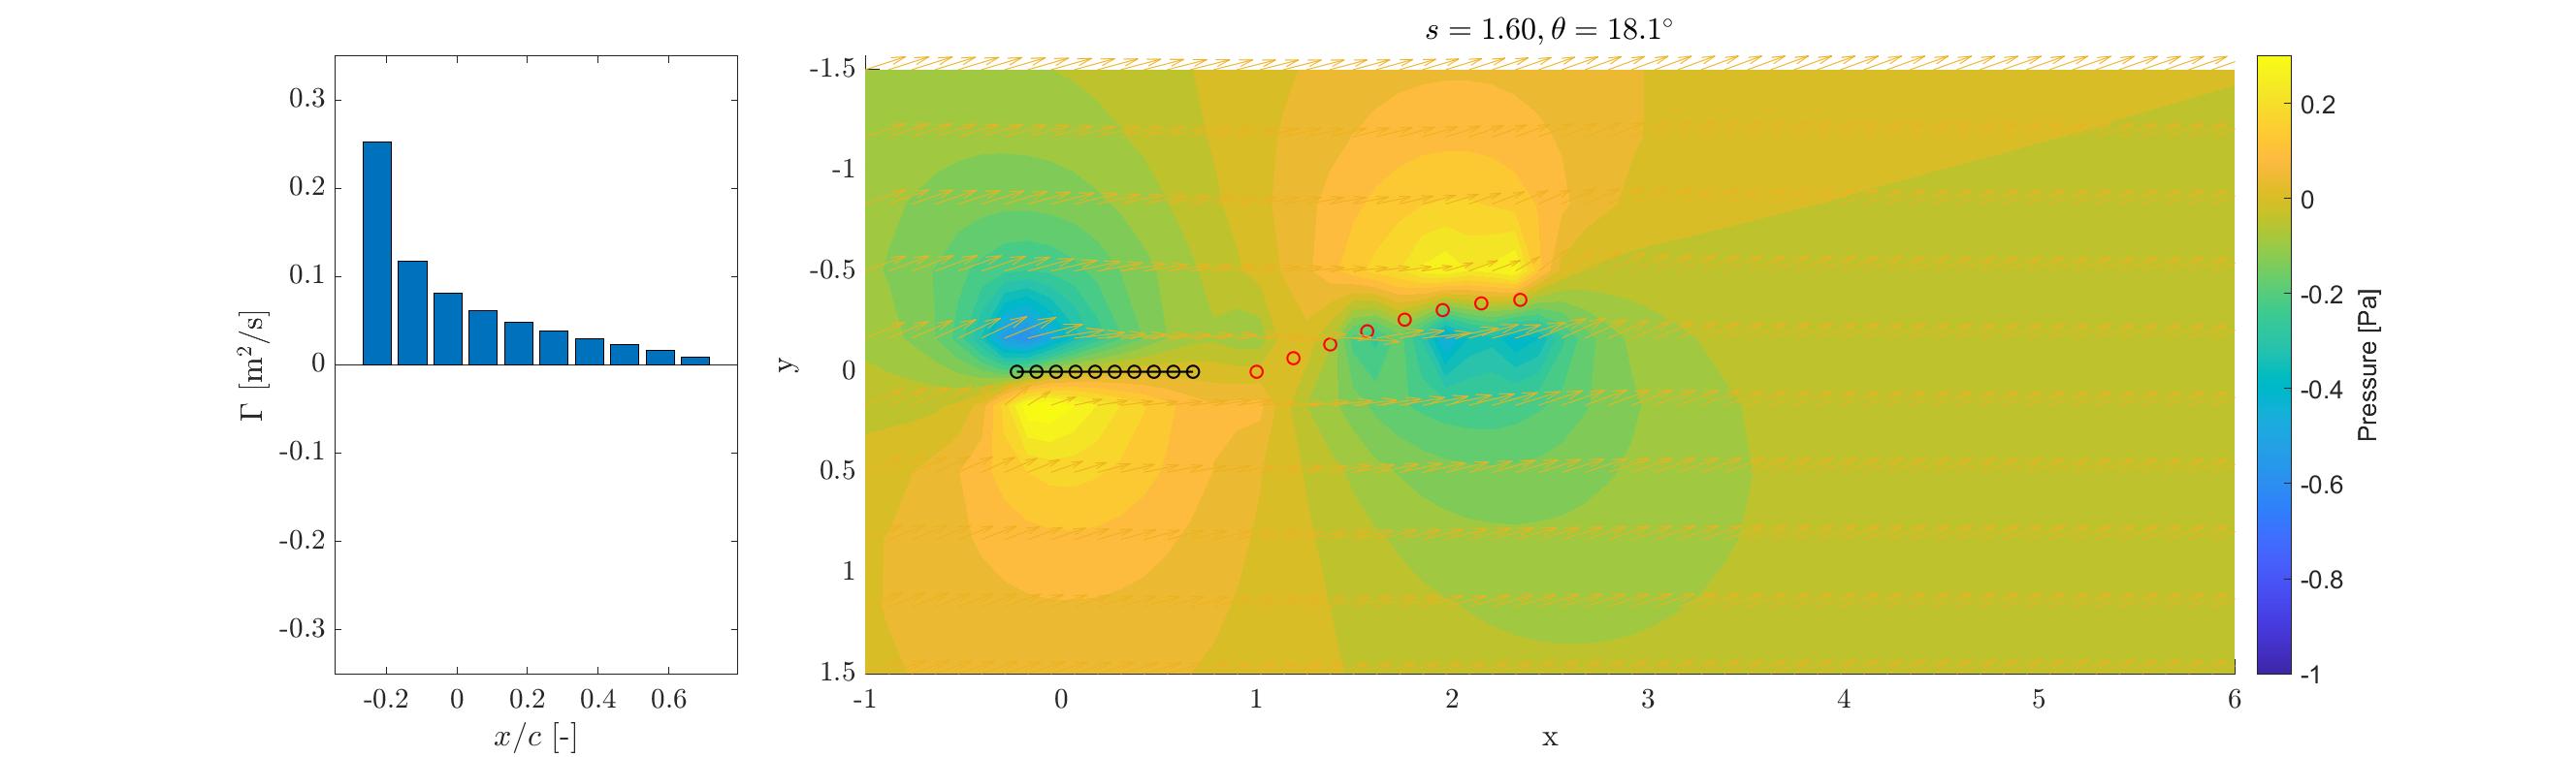 s = 1.60, θ = 18.1°
0.3
0.2
0.1
0
-0.1
-0.2
-0.3
Γ [m²/s]
-0.2 0 0.2 0.4 0.6
x/c [-]
-1.5
-1
-0.5
0
0.5
1
1.5
y
-1 0 1 2 3 4 5 6
x
0.2
0
-0.2
-0.4
-0.6
-0.8
-1
Pressure [Pa]